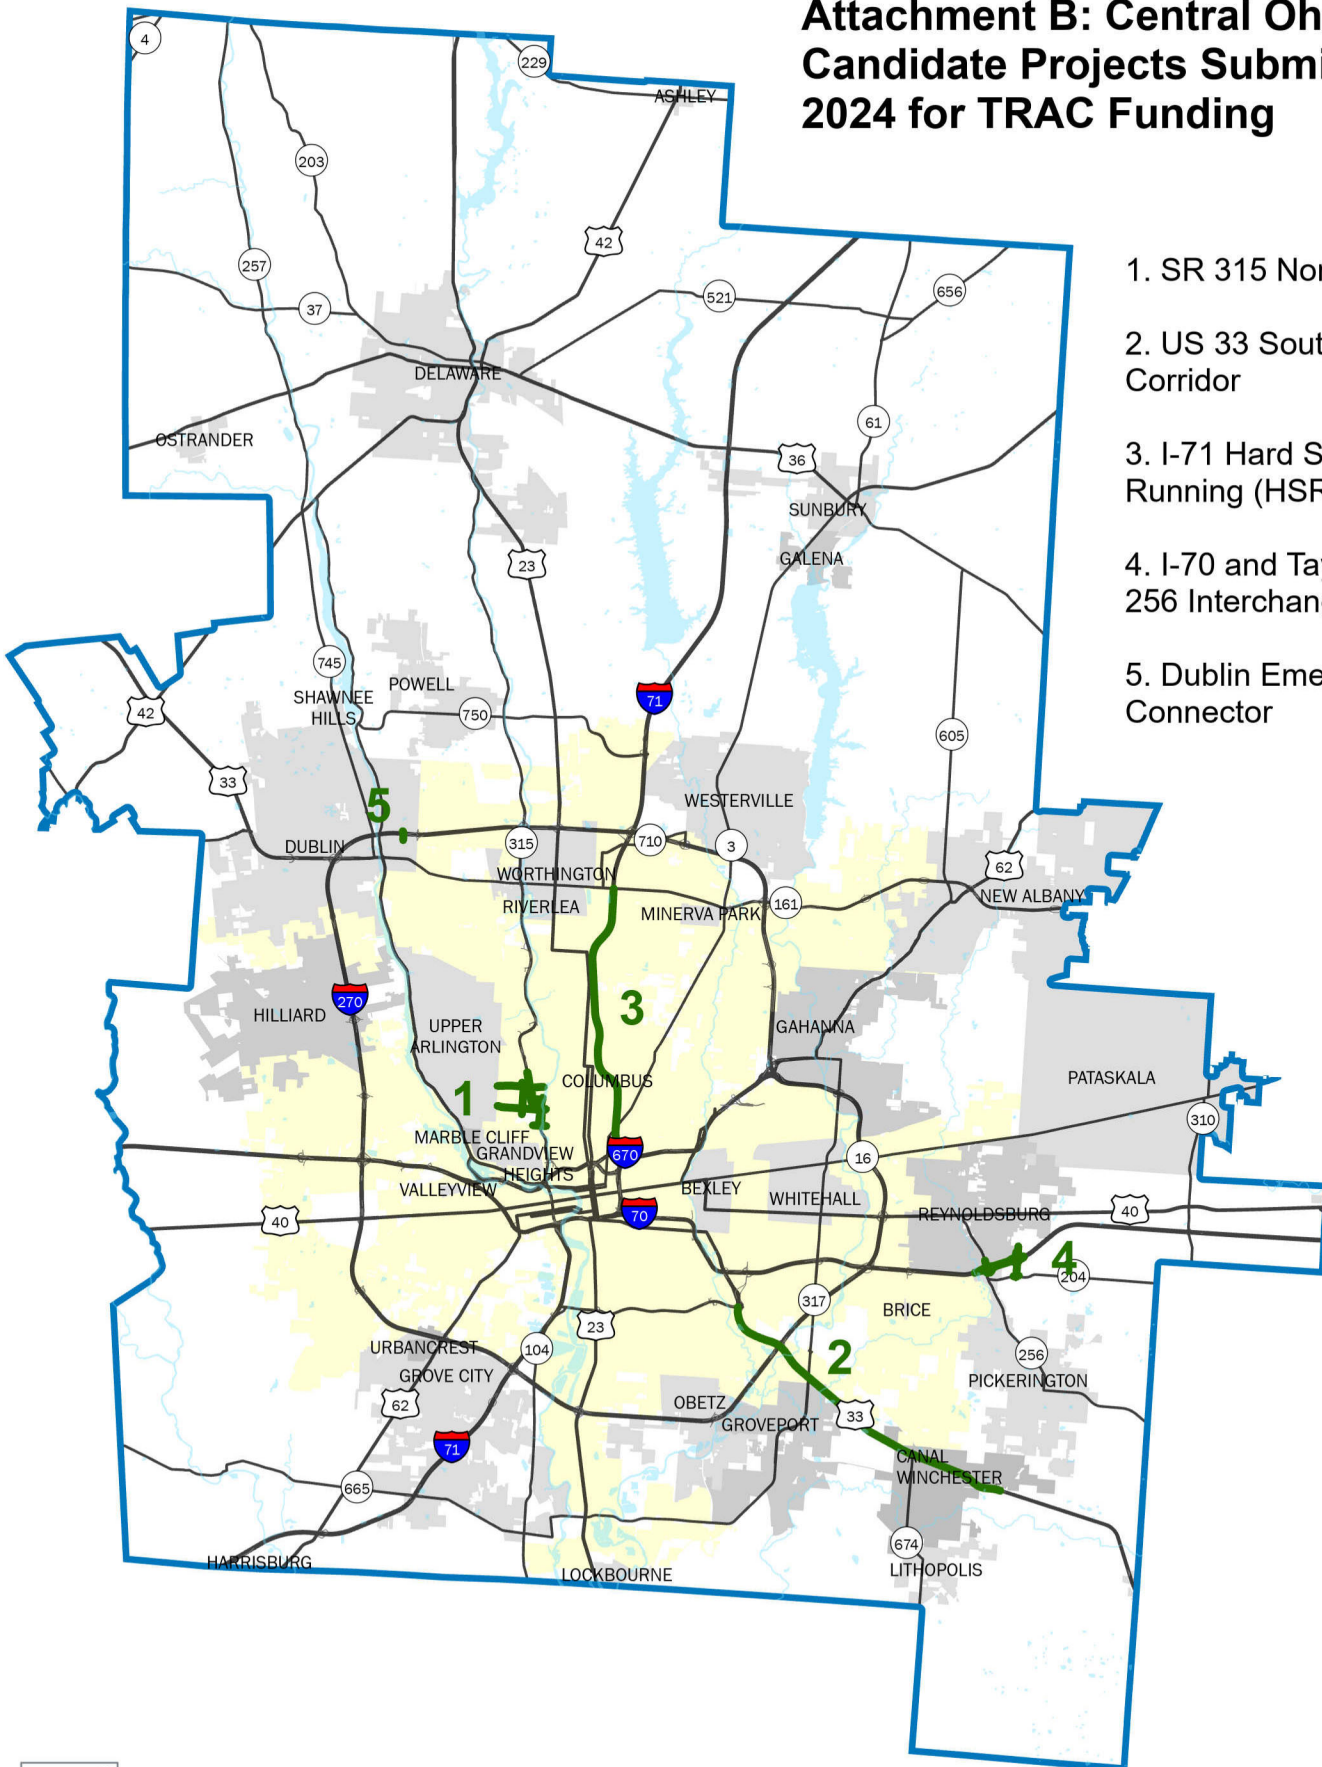 Attachment B: Central Oh
Candidate Projects Submi
2024 for TRAC Funding
1. SR 315 Nor
2. US 33 Sout
Corridor
3. I-71 Hard S
Running (HSR
4. I-70 and Tay
256 Interchan
5. Dublin Eme
Connector
4
229
ASHLEY
203
42
257
37
521
656
DELAWARE
61
OSTRANDER
36
SUNBURY
23
GALENA
745
SHAWNEE
HILLS
POWELL
71
42
750
605
33
WESTERVILLE
5
DUBLIN
315
710
3
62
WORTHINGTON
NEW ALBANY
RIVERLEA
MINERVA PARK
161
270
3
HILLIARD
UPPER
ARLINGTON
GAHANNA
1
COLUMBUS
PATASKALA
310
MARBLE CLIFF
GRANDVIEW
HEIGHTS
670
16
VALLEYVIEW
BEXLEY
WHITEHALL
40
70
REYNOLDSBURG
40
4
204
317
BRICE
23
URBANCREST
104
2
256
GROVE CITY
PICKERINGTON
62
OBETZ
33
GROVEPORT
71
CANAL
WINCHESTER
665
674
HARRISBURG
LOCKBOURNE
LITHOPOLIS